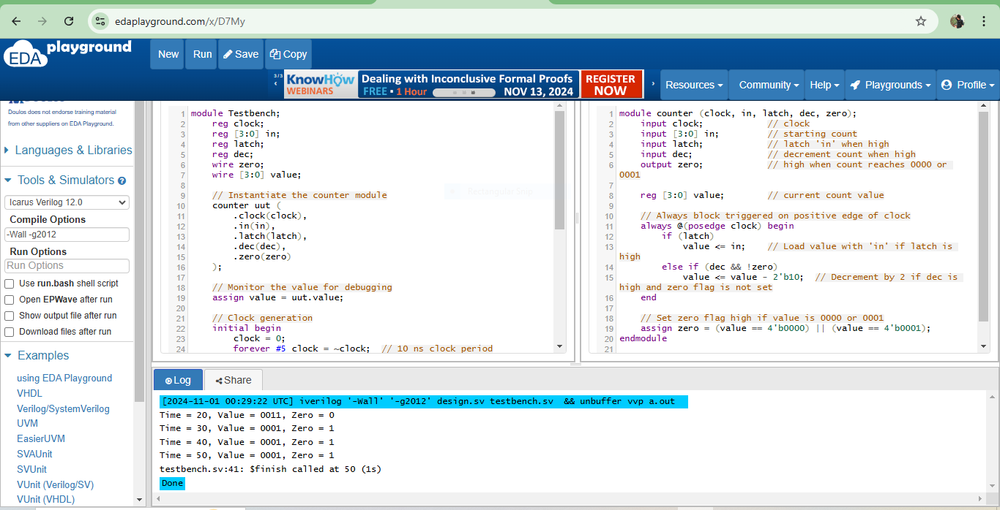 edaplayground.com/x/D7My
EDA playground
New
Run
Save
Copy
3/3
KnowHow WEBINARS
Dealing with Inconclusive Formal Proofs
FREE • 1 Hour
NOV 13, 2024
REGISTER NOW
Resources
Community
Help
Playgrounds
Profile
Doulos does not endorse training material
from other suppliers on EDA Playground.
Languages & Libraries
Tools & Simulators
Icarus Verilog 12.0
Compile Options
-Wall -g2012
Run Options
Run Options
Use run.bash shell script
Open EPWave after run
Show output file after run
Download files after run
Examples
using EDA Playground
VHDL
Verilog/SystemVerilog
UVM
EasierUVM
SVAUnit
SVUnit
VUnit (Verilog/SV)
VUnit (VHDL)
1 module Testbench;
2 reg clock;
3 reg [3:0] in;
4 reg latch;
5 reg dec;
6 wire zero;
7 wire [3:0] value;
8
9 // Instantiate the counter module
10 counter uut (
11 .clock(clock),
12 .in(in),
13 .latch(latch),
14 .dec(dec),
15 .zero(zero)
16 );
17
18 // Monitor the value for debugging
19 assign value = uut.value;
20
21 // Clock generation
22 initial begin
23 clock = 0;
24 forever #5 clock = ~clock; // 10 ns clock period
Rectangular Snip
1 module counter (clock, in, latch, dec, zero);
2 input clock; // clock
3 input [3:0] in; // starting count
4 input latch; // latch 'in' when high
5 input dec; // decrement count when high
6 output zero; // high when count reaches 0000 or
0001
7
8 reg [3:0] value; // current count value
9
10 // Always block triggered on positive edge of clock
11 always @(posedge clock) begin
12 if (latch)
13 value <= in; // Load value with 'in' if latch is
high
14 else if (dec && !zero)
15 value <= value - 2'b10; // Decrement by 2 if dec is
high and zero flag is not set
16 end
17
18 // Set zero flag high if value is 0000 or 0001
19 assign zero = (value == 4'b0000) || (value == 4'b0001);
20 endmodule
21
Log
Share
[2024-11-01 00:29:22 UTC] iverilog '-Wall' '-g2012' design.sv testbench.sv && unbuffer vvp a.out
Time = 20, Value = 0011, Zero = 0
Time = 30, Value = 0001, Zero = 1
Time = 40, Value = 0001, Zero = 1
Time = 50, Value = 0001, Zero = 1
testbench.sv:41: $finish called at 50 (1s)
Done